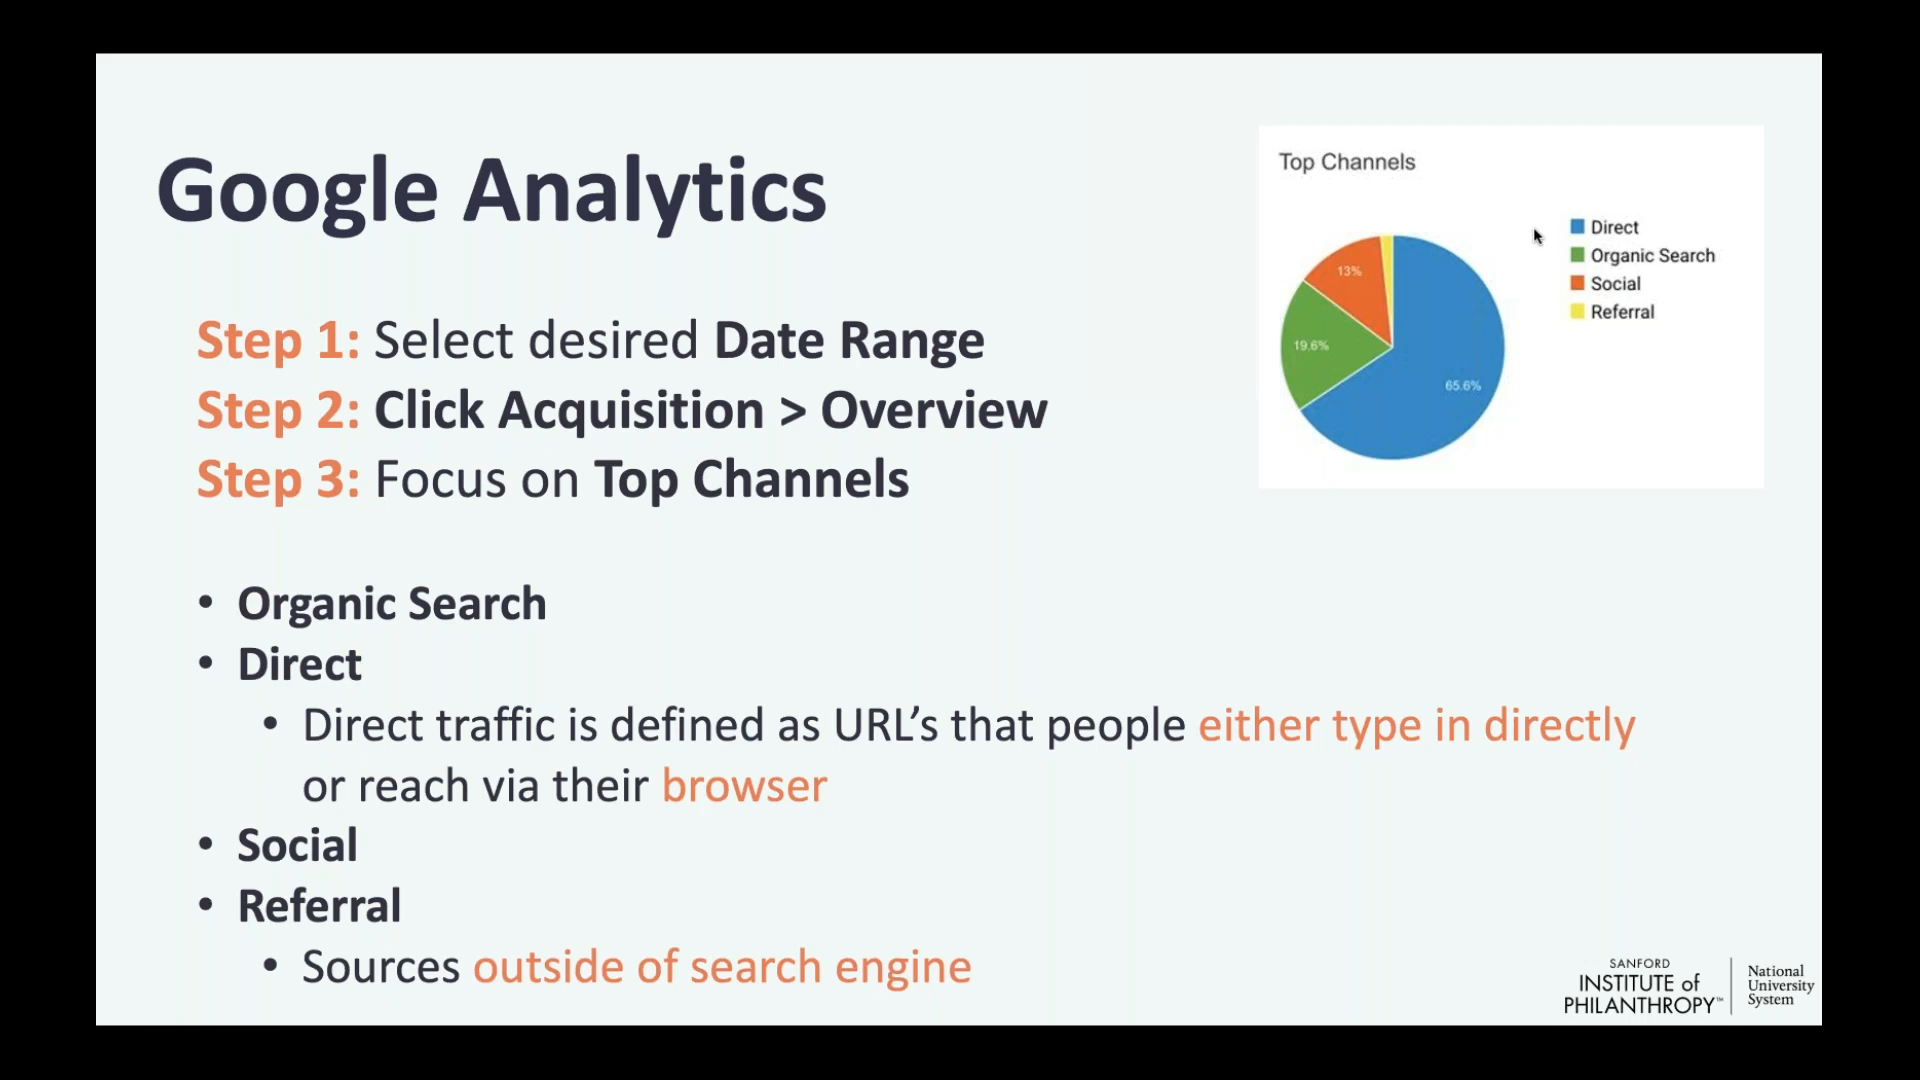 Google Analytics
Step 1: Select desired Date Range
Step 2: Click Acquisition > Overview
Step 3: Focus on Top Channels
• Organic Search
• Direct
• Direct traffic is defined as URL’s that people either type in directly
or reach via their browser
• Social
• Referral
• Sources outside of search engine
Top Channels
Direct
Organic Search
Social
Referral
13%
19.6%
65.6%
SANFORD
INSTITUTE of
PHILANTHROPY™
National
University
System